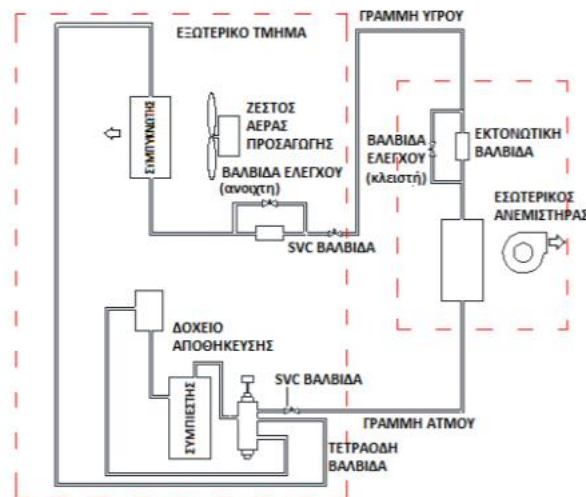 ΕΞΩΤΕΡΙΚΟ ΤΜΗΜΑ
ΓΡΑΜΜΗ ΥΓΡΟΥ
ΣΥΜΠΥΚΝΩΤΗΣ
ΖΕΣΤΟΣ
ΑΕΡΑΣ
ΠΡΟΣΑΓΩΓΗΣ
ΒΑΛΒΙΔΑ ΕΛΕΓΧΟΥ
(ανοιχτη)
SVC ΒΑΛΒΙΔΑ
ΒΑΛΒΙΔΑ
ΕΛΕΓΧΟΥ
(κλειστή)
ΕΚΤΟΝΩΤΙΚΗ
ΒΑΛΒΙΔΑ
ΕΣΩΤΕΡΙΚΟΣ
ΑΝΕΜΙΣΤΗΡΑΣ
ΔΟΧΕΙΟ
ΑΠΟΘΗΚΕΥΣΗΣ
ΣΥΜΠΙΕΣΤΗΣ
SVC ΒΑΛΒΙΔΑ
ΓΡΑΜΜΗ ΑΤΜΟΥ
ΤΕΤΡΑΟΔΗ
ΒΑΛΒΙΔΑ